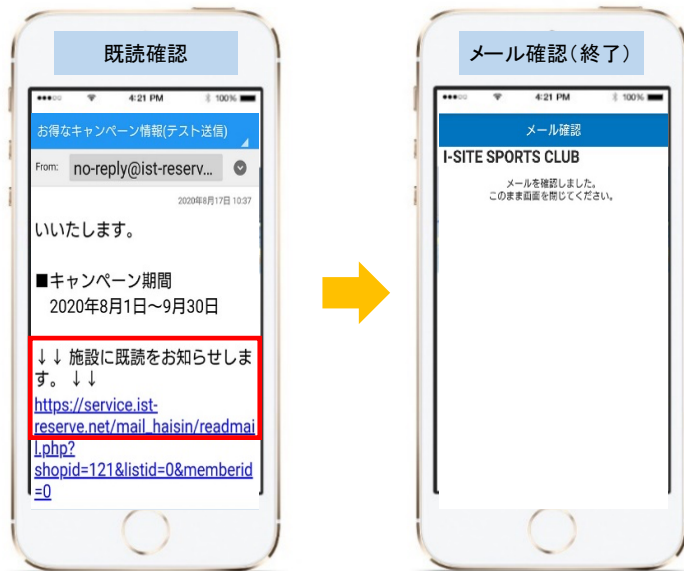 既読確認
4:21 PM
100%
お得なキャンペーン情報(テスト送信)
From: no-reply@ist-reserv...
2020年8月17日 10:37
いいたします。
■キャンペーン期間
2020年8月1日～9月30日
↓↓ 施設に既読をお知らせしま
す。 ↓↓
https://service.ist-
reserve.net/mail_haisin/readmai
l.php?
shopid=121&listid=0&memberid
=0
メール確認(終了)
4:21 PM
100%
メール確認
I-SITE SPORTS CLUB
メールを確認しました。
このまま画面を閉じてください。